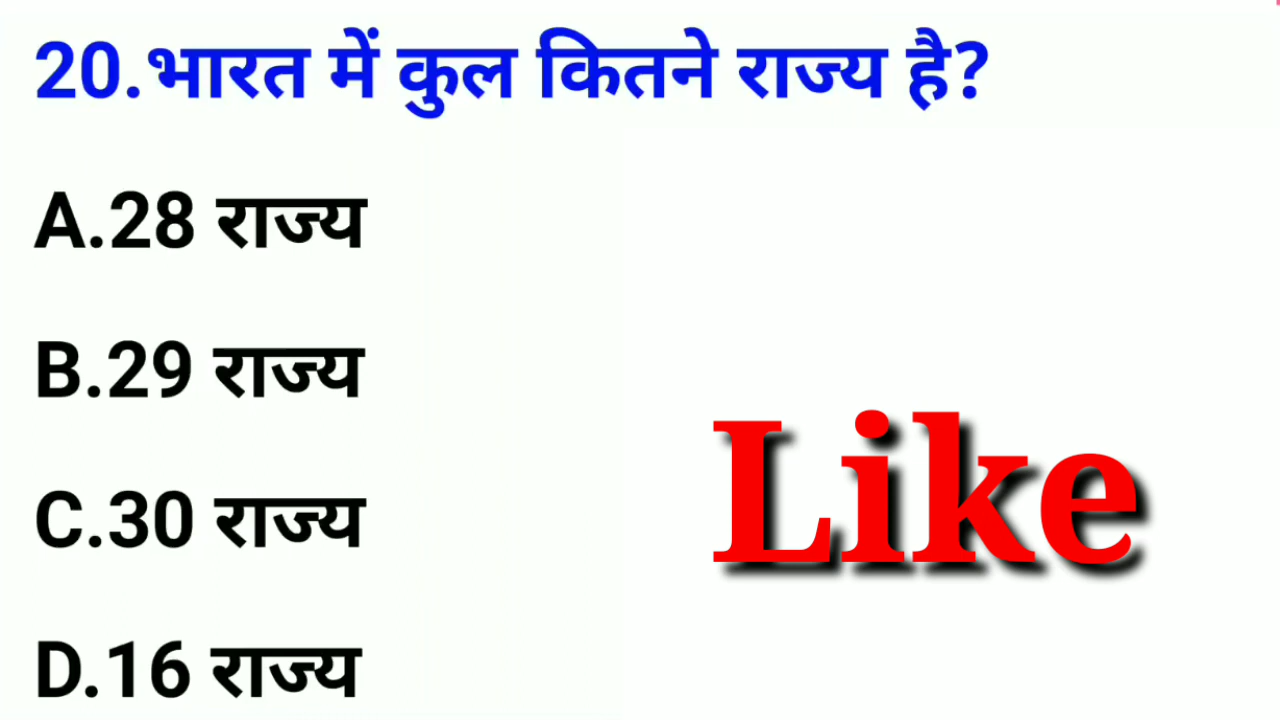 20.भारत में कुल कितने राज्य है?
A.28 राज्य
B.29 राज्य
C.30 राज्य
Like
D.16 राज्य